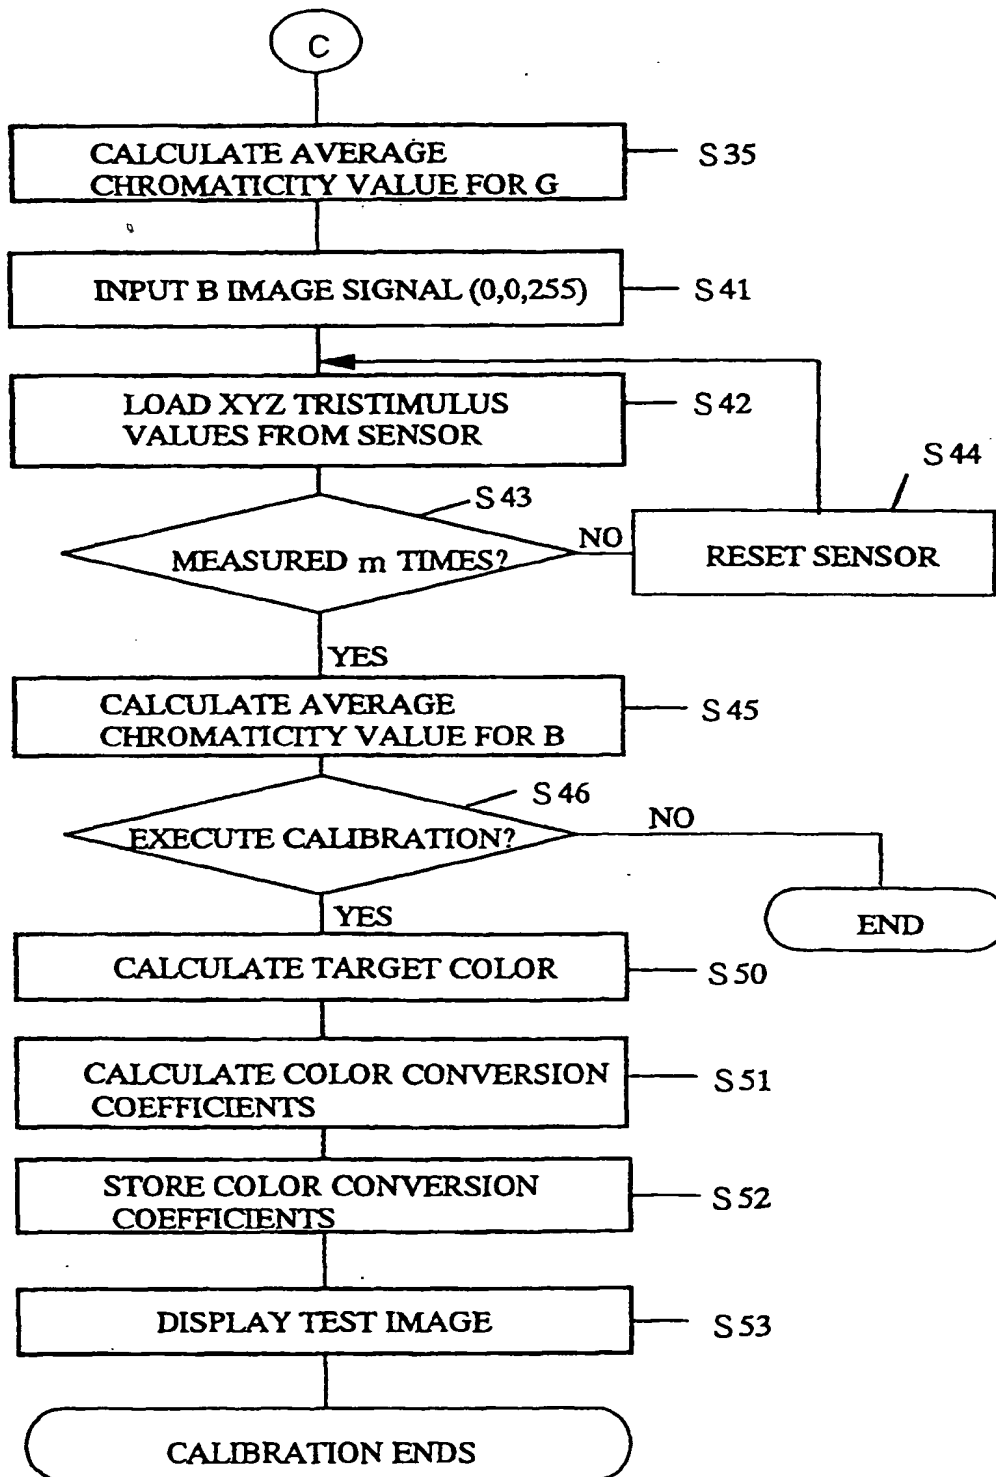 C
CALCULATE AVERAGE
CHROMATICITY VALUE FOR G
S35
INPUT B IMAGE SIGNAL (0,0,255)
S41
LOAD XYZ TRISTIMULUS
VALUES FROM SENSOR
S42
S44
S43
MEASURED m TIMES?
NO
RESET SENSOR
YES
CALCULATE AVERAGE
CHROMATICITY VALUE FOR B
S45
S46
EXECUTE CALIBRATION?
NO
YES
END
CALCULATE TARGET COLOR
S50
CALCULATE COLOR CONVERSION
COEFFICIENTS
S51
STORE COLOR CONVERSION
COEFFICIENTS
S52
DISPLAY TEST IMAGE
S53
CALIBRATION ENDS